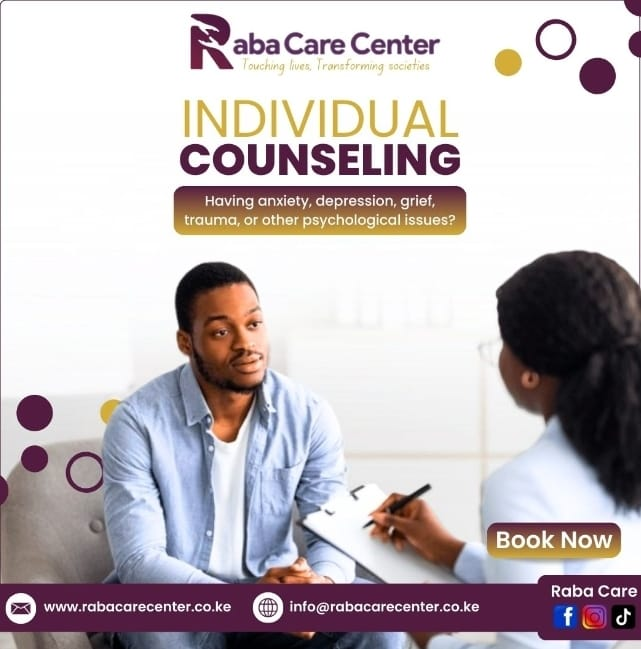 Raba Care Center
Touching lives, Transforming societies
INDIVIDUAL
COUNSELING
Having anxiety, depression, grief,
trauma, or other psychological issues?
Book Now
www.rabacarecenter.co.ke
info@rabacarecenter.co.ke
Raba Care